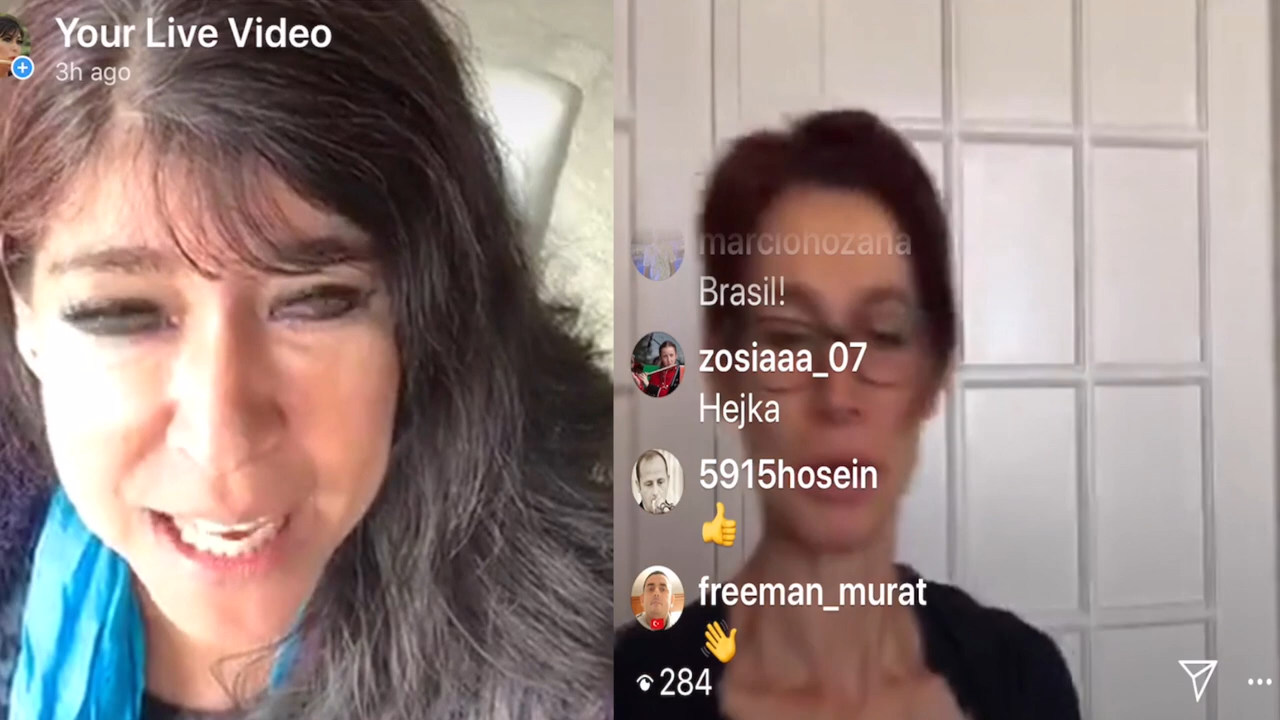 Your Live Video
3h ago
marcionozana
Brasil!
zosiaaa_07
Hejka
5915hosein
👍
freeman_murat
👋
284